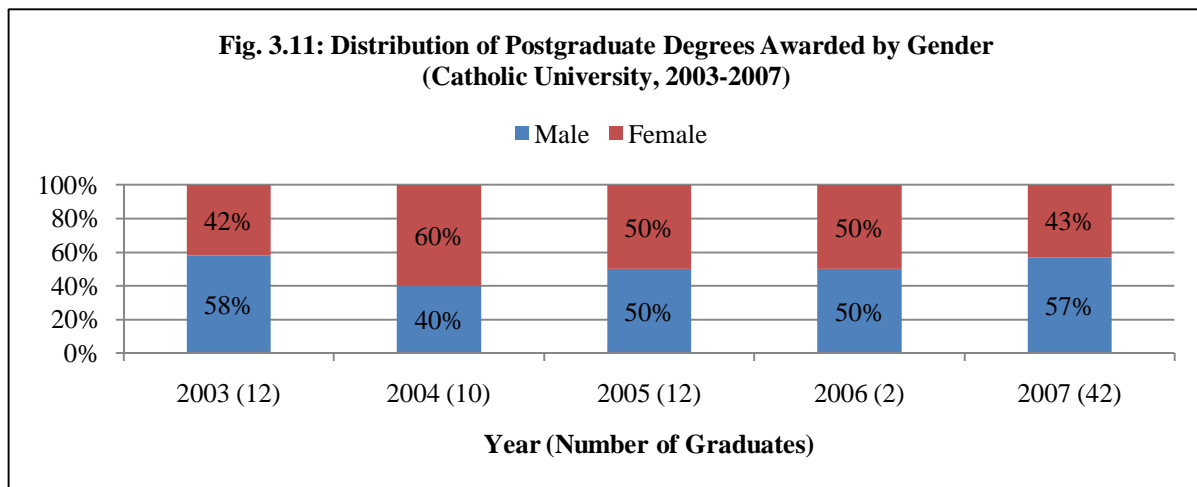 Fig. 3.11: Distribution of Postgraduate Degrees Awarded by Gender
(Catholic University, 2003-2007)
Male Female
100%
80%
60%
40%
20%
0%
42% 60% 50% 50% 43%
58% 40% 50% 50% 57%
2003 (12) 2004 (10) 2005 (12) 2006 (2) 2007 (42)
Year (Number of Graduates)